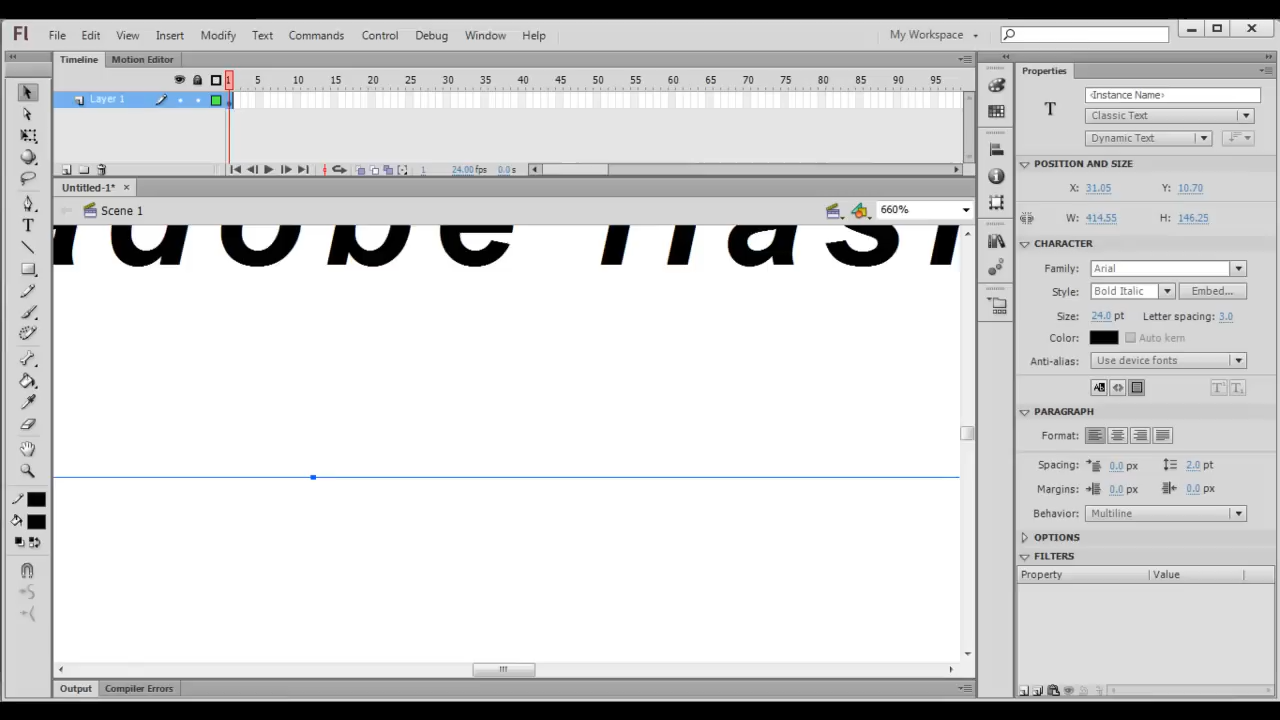 Fl File Edit View Insert Modify Text Commands Control Debug Window Help My Workspace
Timeline Motion Editor
1 5 10 15 20 25 30 35 40 45 50 55 60 65 70 75 80 85 90 95
Layer 1
1 24.00 fps 0.0 s
Untitled-1* ×
Scene 1 660%
adobe flash
Output Compiler Errors
Properties
T <Instance Name>
Classic Text
Dynamic Text
POSITION AND SIZE
X: 31.05 Y: 10.70
W: 414.55 H: 146.25
CHARACTER
Family: Arial
Style: Bold Italic Embed...
Size: 24.0 pt Letter spacing: 3.0
Color: Auto kern
Anti-alias: Use device fonts
PARAGRAPH
Format:
Spacing: 0.0 px 2.0 pt
Margins: 0.0 px 0.0 px
Behavior: Multiline
OPTIONS
FILTERS
Property Value